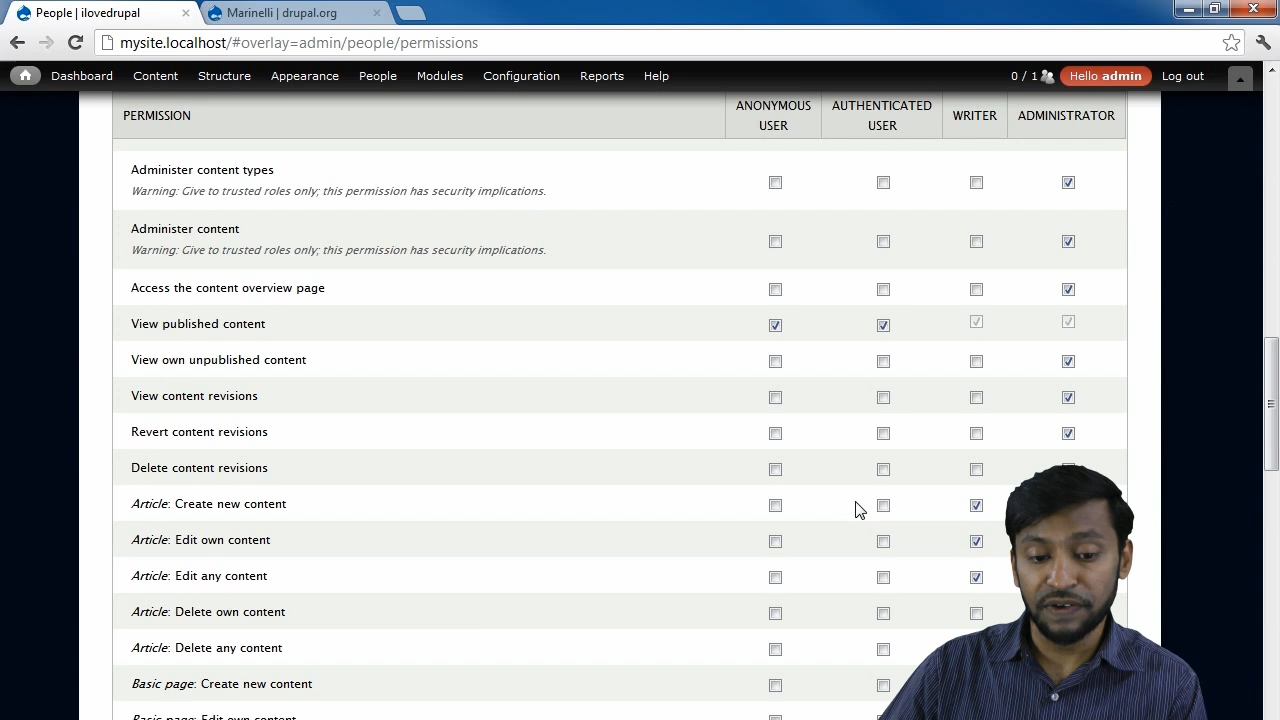 People | ilovedrupal
Marinelli | drupal.org
mysite.localhost/#overlay=admin/people/permissions
Dashboard Content Structure Appearance People Modules Configuration Reports Help 0 / 1 Hello admin Log out
PERMISSION ANONYMOUS USER AUTHENTICATED USER WRITER ADMINISTRATOR
Administer content types
Warning: Give to trusted roles only; this permission has security implications.
Administer content
Warning: Give to trusted roles only; this permission has security implications.
Access the content overview page
View published content
View own unpublished content
View content revisions
Revert content revisions
Delete content revisions
Article: Create new content
Article: Edit own content
Article: Edit any content
Article: Delete own content
Article: Delete any content
Basic page: Create new content
Basic page: Edit own content